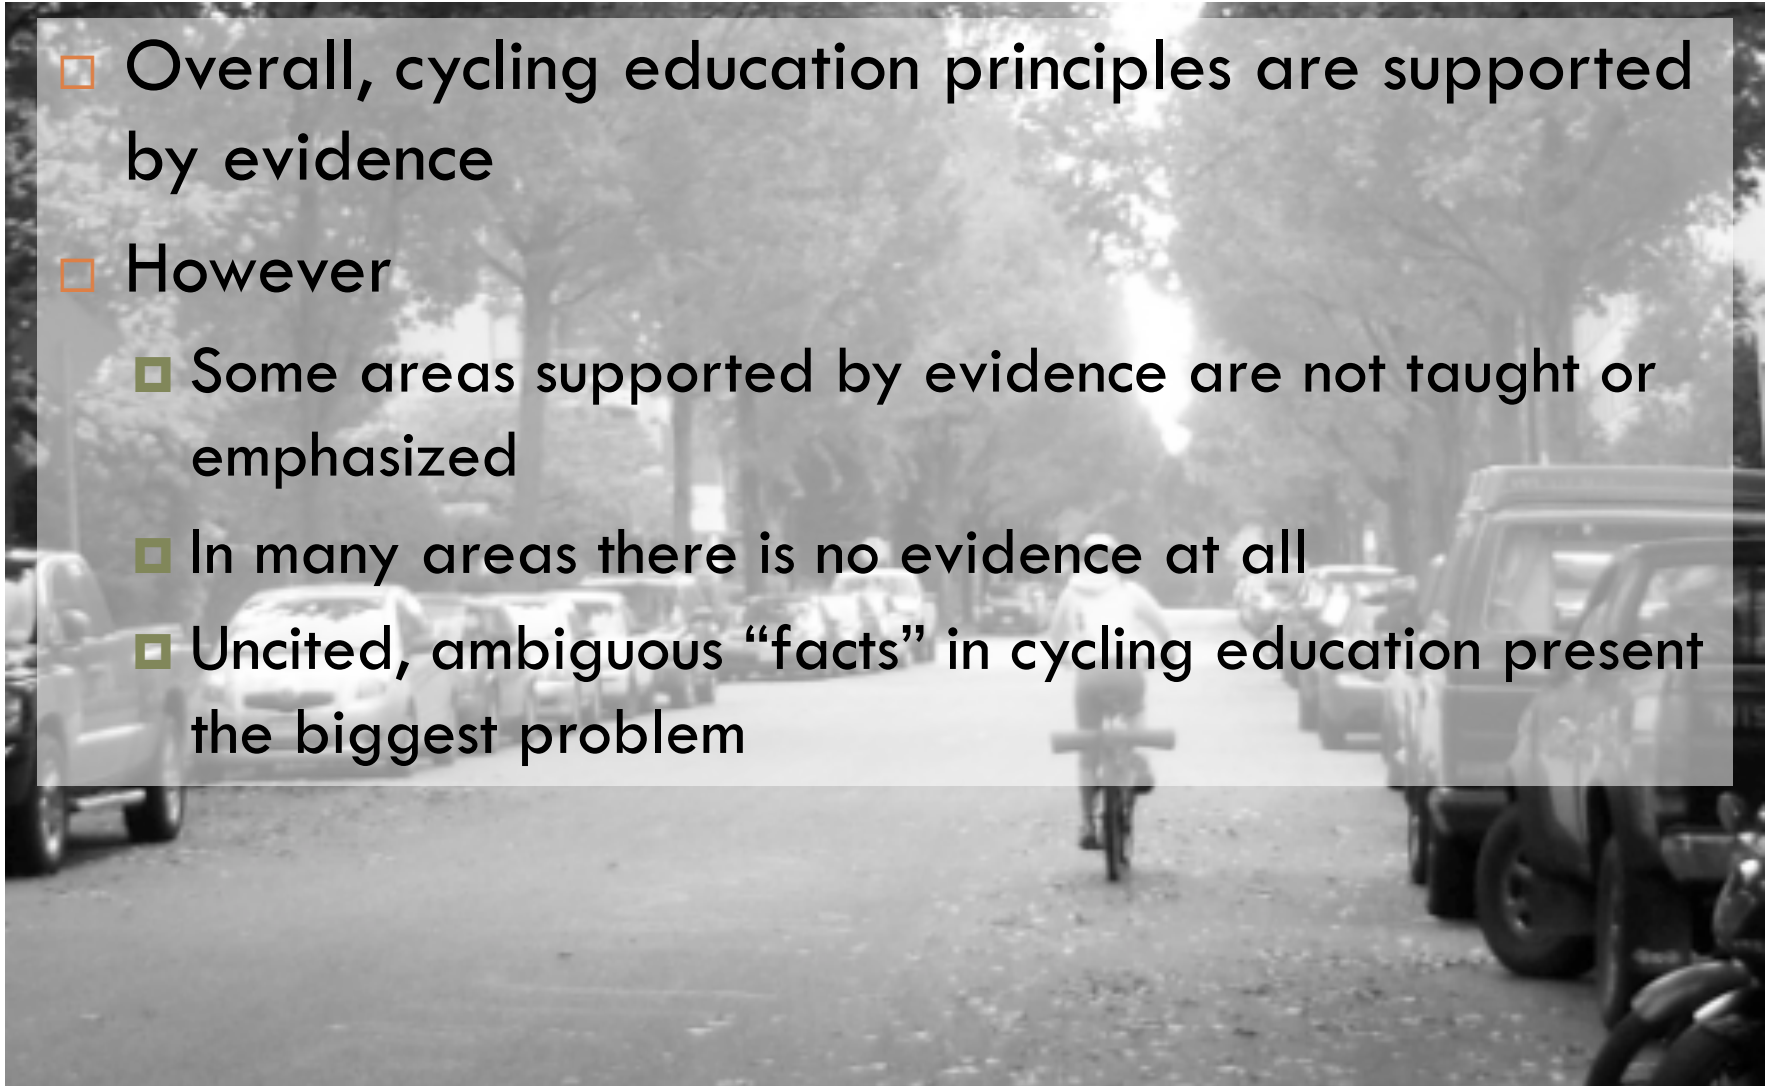 Overall, cycling education principles are supported
by evidence
However
Some areas supported by evidence are not taught or
emphasized
In many areas there is no evidence at all
Uncited, ambiguous “facts” in cycling education present
the biggest problem